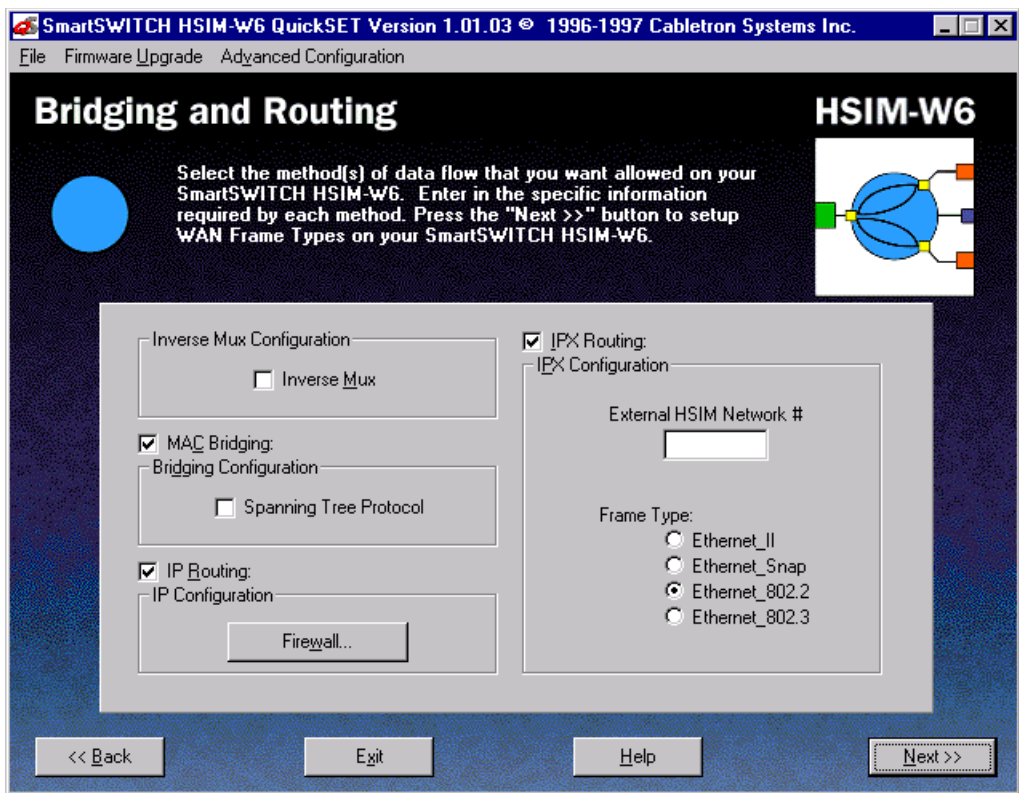 SmartSWITCH HSIM-W6 QuickSET Version 1.01.03 © 1996-1997 Cabletron Systems Inc.
File Firmware Upgrade Advanced Configuration
Bridging and Routing
HSIM-W6
Select the method(s) of data flow that you want allowed on your
SmartSWITCH HSIM-W6. Enter in the specific information
required by each method. Press the "Next >>" button to setup
WAN Frame Types on your SmartSWITCH HSIM-W6.
Inverse Mux Configuration
Inverse Mux
MAC Bridging:
Bridging Configuration
Spanning Tree Protocol
IP Routing:
IP Configuration
Firewall...
IPX Routing:
IPX Configuration
External HSIM Network #
Frame Type:
Ethernet_II
Ethernet_Snap
Ethernet_802.2
Ethernet_802.3
<< Back
Exit
Help
Next >>